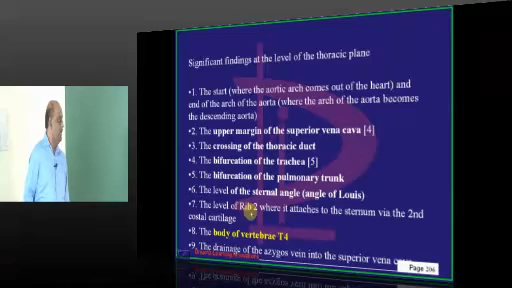 Significant findings at the level of the thoracic plane
•1. The start (where the aortic arch comes out of the heart) and
end of the arch of the aorta (where the arch of the aorta becomes
the descending aorta)
•2. The upper margin of the superior vena cava [4]
•3. The crossing of the thoracic duct
•4. The bifurcation of the trachea [5]
•5. The bifurcation of the pulmonary trunk
•6. The level of the sternal angle (angle of Louis)
•7. The level of Rib 2 where it attaches to the sternum via the 2nd
costal cartilage
•8. The body of vertebrae T4
•9. The drainage of the azygos vein into the superior vena
Page 206